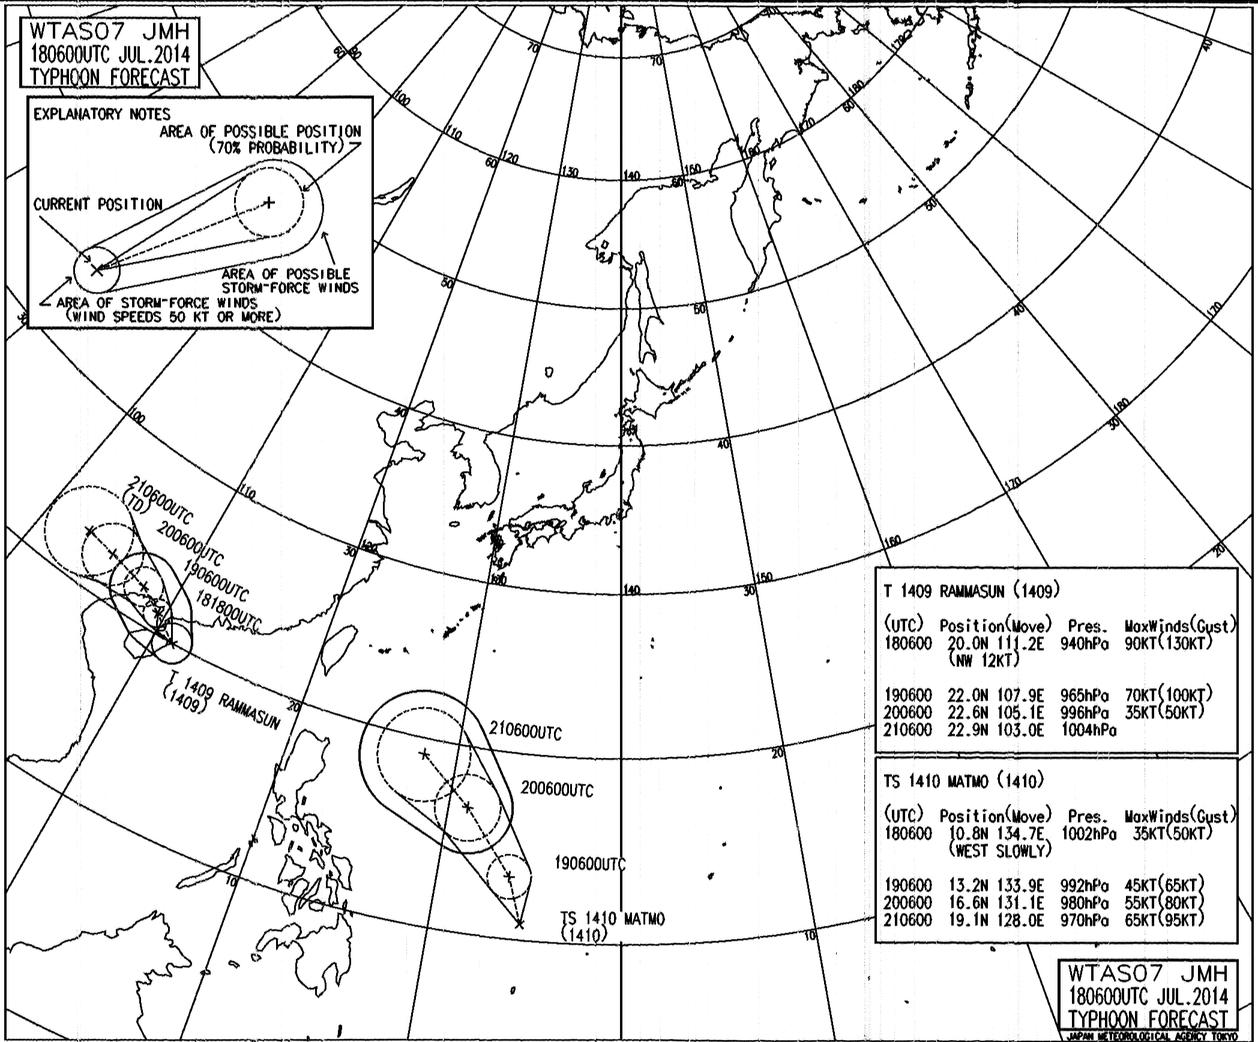 WTAS07 JMH
180600UTC JUL.2014
TYPHOON FORECAST
EXPLANATORY NOTES
AREA OF POSSIBLE POSITION
(70% PROBABILITY)
CURRENT POSITION
AREA OF POSSIBLE
STORM-FORCE WINDS
AREA OF STORM-FORCE WINDS
(WIND SPEEDS 50 KT OR MORE)
70
70
170
180
40
80
90
100
110
60
120
130
140
60
150
160
170
60
180
50
50
50
40
170
100
110
40
40
30
180
170
30
120
130
140
30
150
160
20
210600UTC
(TD)
200600UTC
190600UTC
181800UTC
T 1409 RAMMASUN
(1409)
20
20
210600UTC
200600UTC
190600UTC
TS 1410 MATMO
(1410)
10
10
T 1409 RAMMASUN (1409)
(UTC) Position(Move) Pres. MaxWinds(Gust)
180600 20.0N 111.2E 940hPa 90KT(130KT)
(NW 12KT)
190600 22.0N 107.9E 965hPa 70KT(100KT)
200600 22.6N 105.1E 996hPa 35KT(50KT)
210600 22.9N 103.0E 1004hPa
TS 1410 MATMO (1410)
(UTC) Position(Move) Pres. MaxWinds(Gust)
180600 10.8N 134.7E 1002hPa 35KT(50KT)
(WEST SLOWLY)
190600 13.2N 133.9E 992hPa 45KT(65KT)
200600 16.6N 131.1E 980hPa 55KT(80KT)
210600 19.1N 128.0E 970hPa 65KT(95KT)
WTAS07 JMH
180600UTC JUL.2014
TYPHOON FORECAST
JAPAN METEOROLOGICAL AGENCY TOKYO